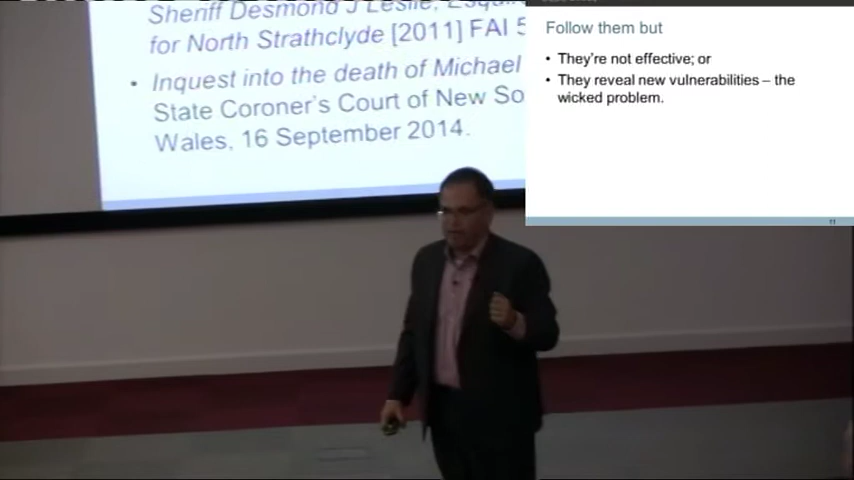 Sheriff Desmond J Leslie,
for North Strathclyde [2011] FAI 5
• Inquest into the death of Michael
State Coroner's Court of New So
Wales, 16 September 2014.
Follow them but
• They're not effective; or
• They reveal new vulnerabilities – the
wicked problem.
11